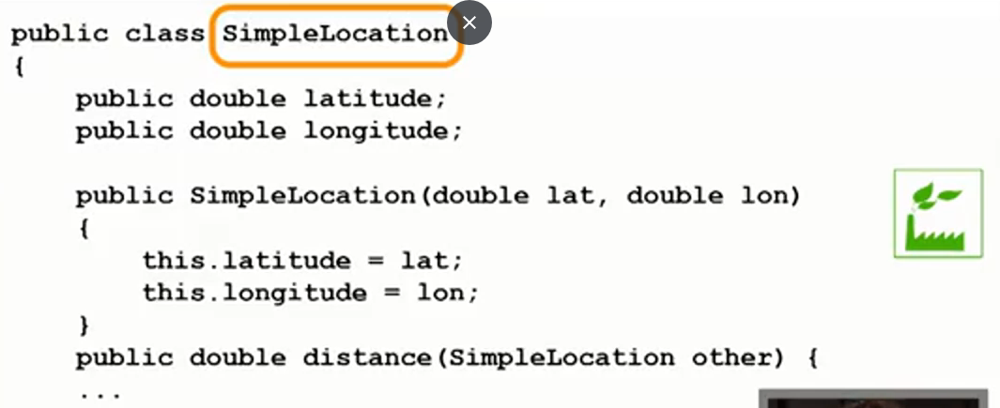 public class SimpleLocation
{
public double latitude;
public double longitude;
public SimpleLocation(double lat, double lon)
{
this.latitude = lat;
this.longitude = lon;
}
public double distance(SimpleLocation other) {
...